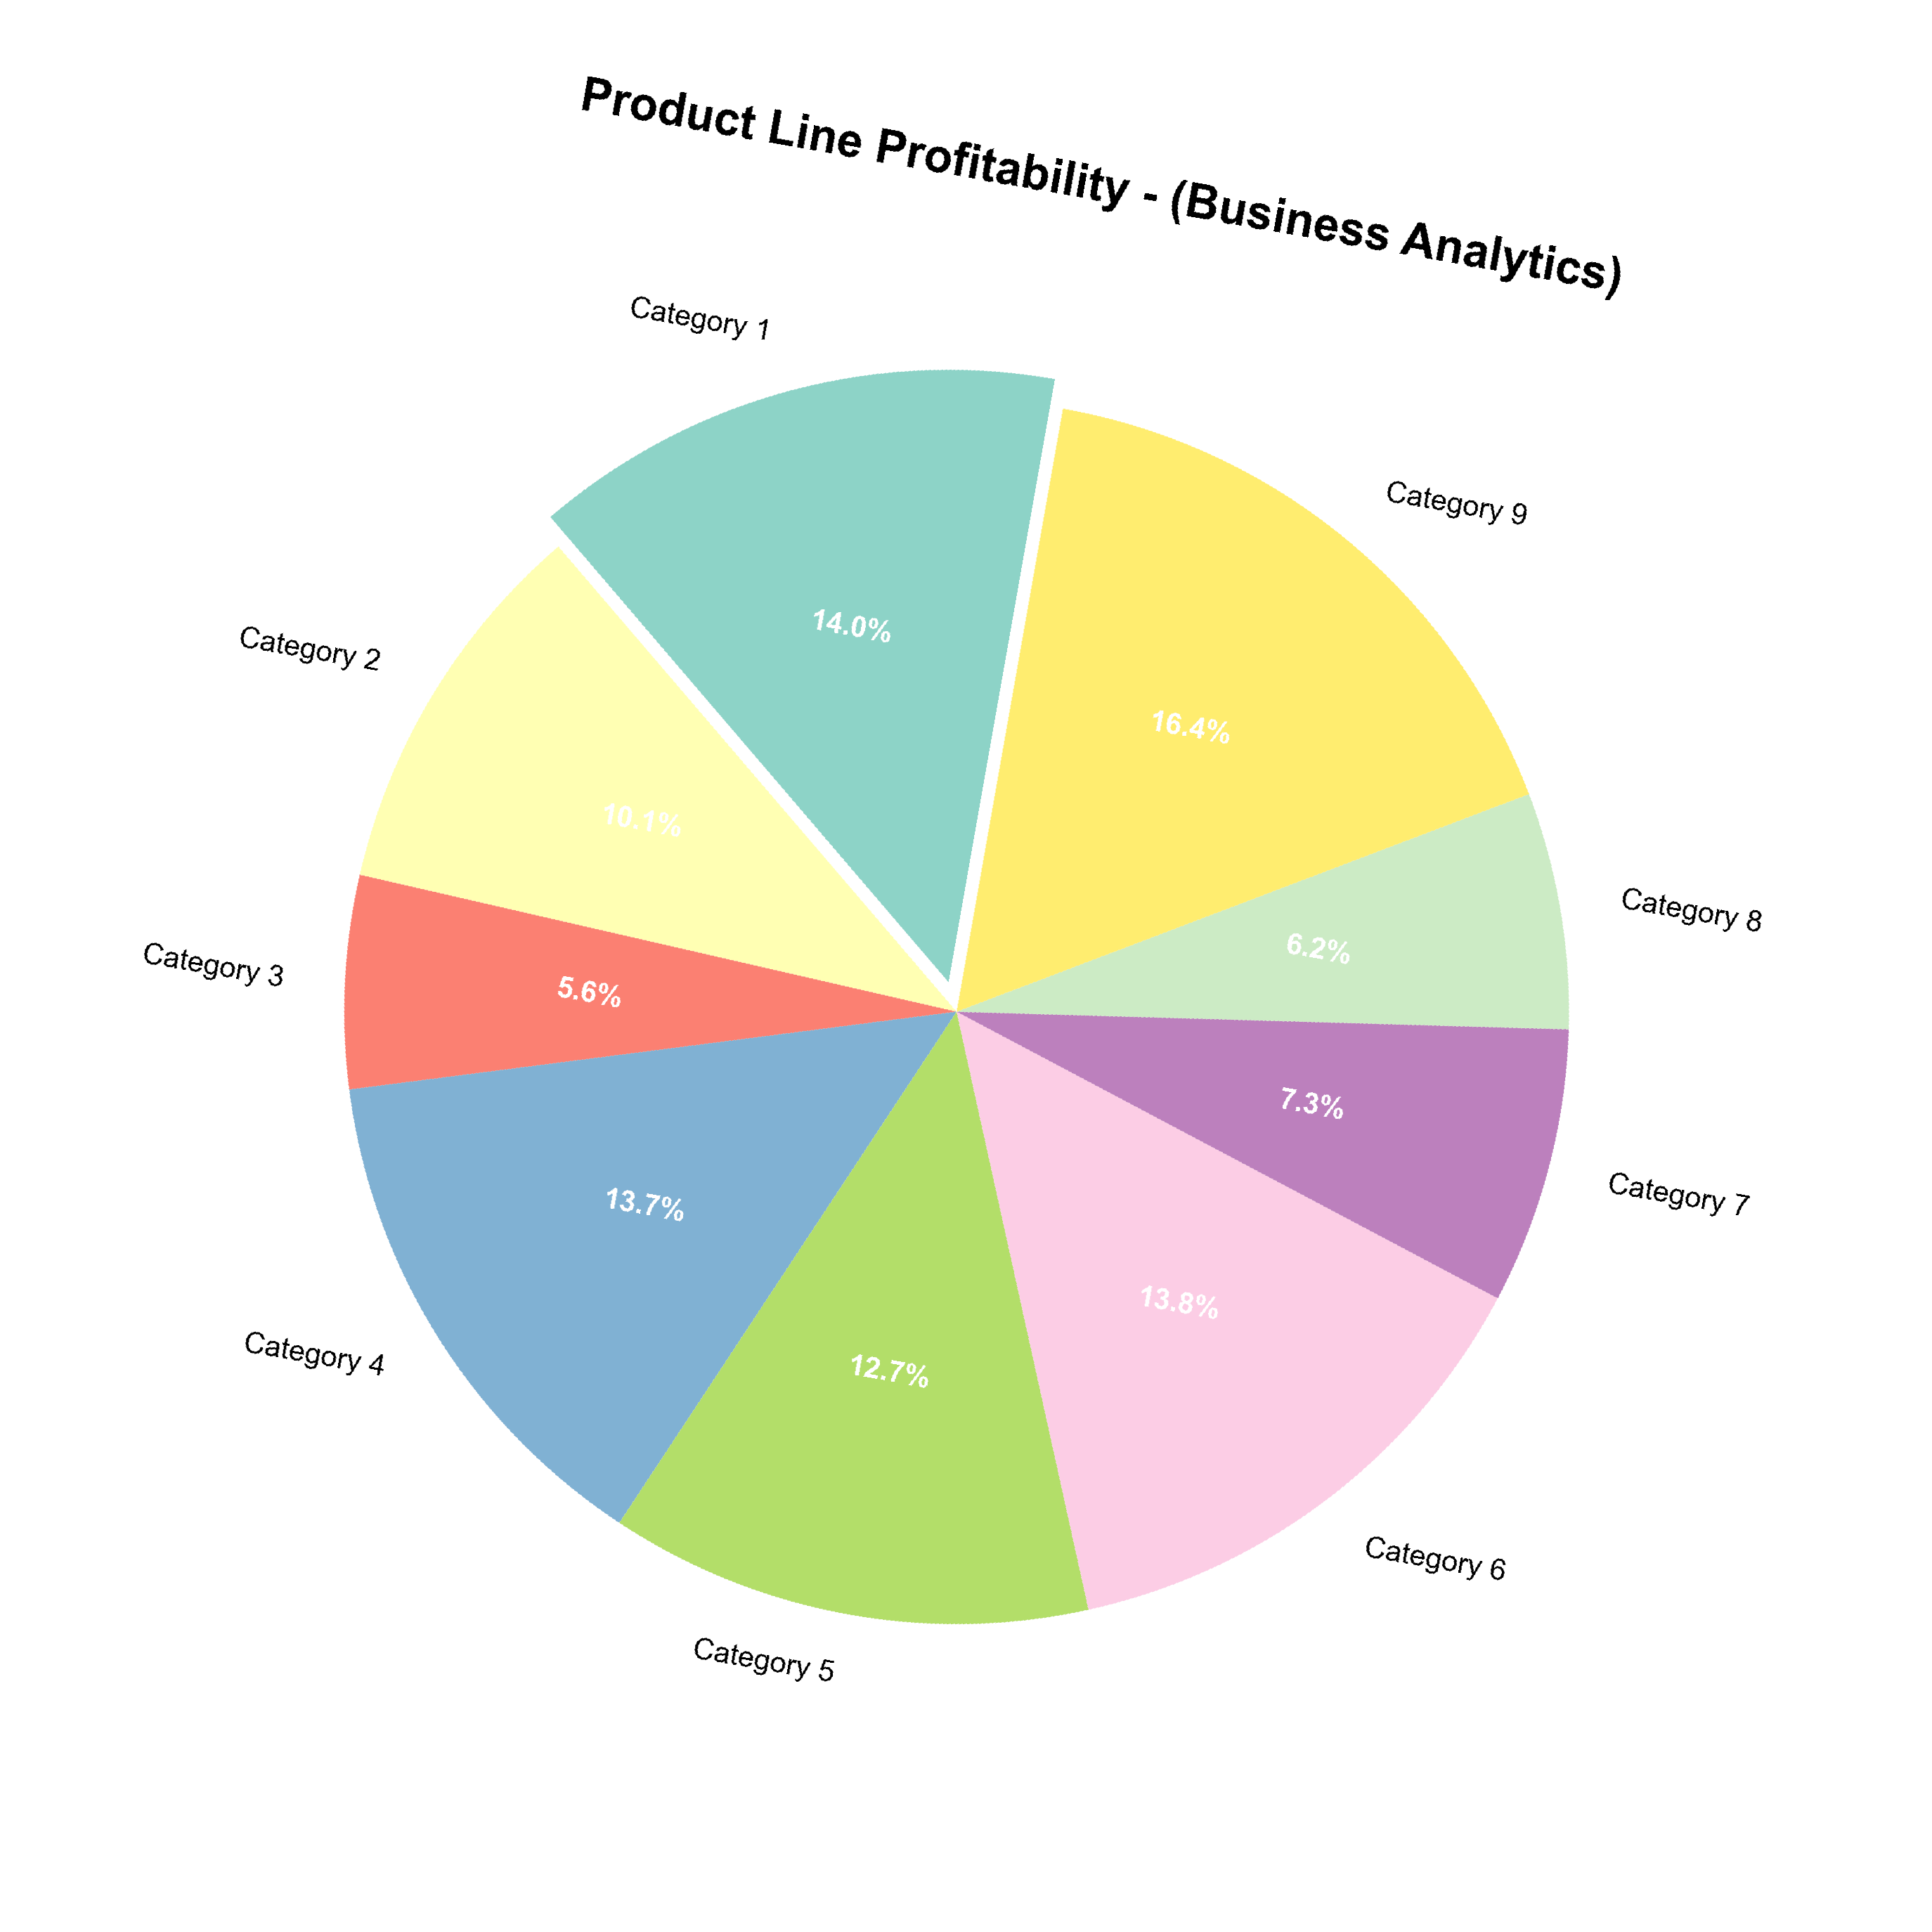 Product Line Profitability - (Business Analytics)
Category 1
14.0%
Category 2
10.1%
Category 3
5.6%
Category 4
13.7%
Category 5
12.7%
Category 6
13.8%
Category 7
7.3%
Category 8
6.2%
Category 9
16.4%